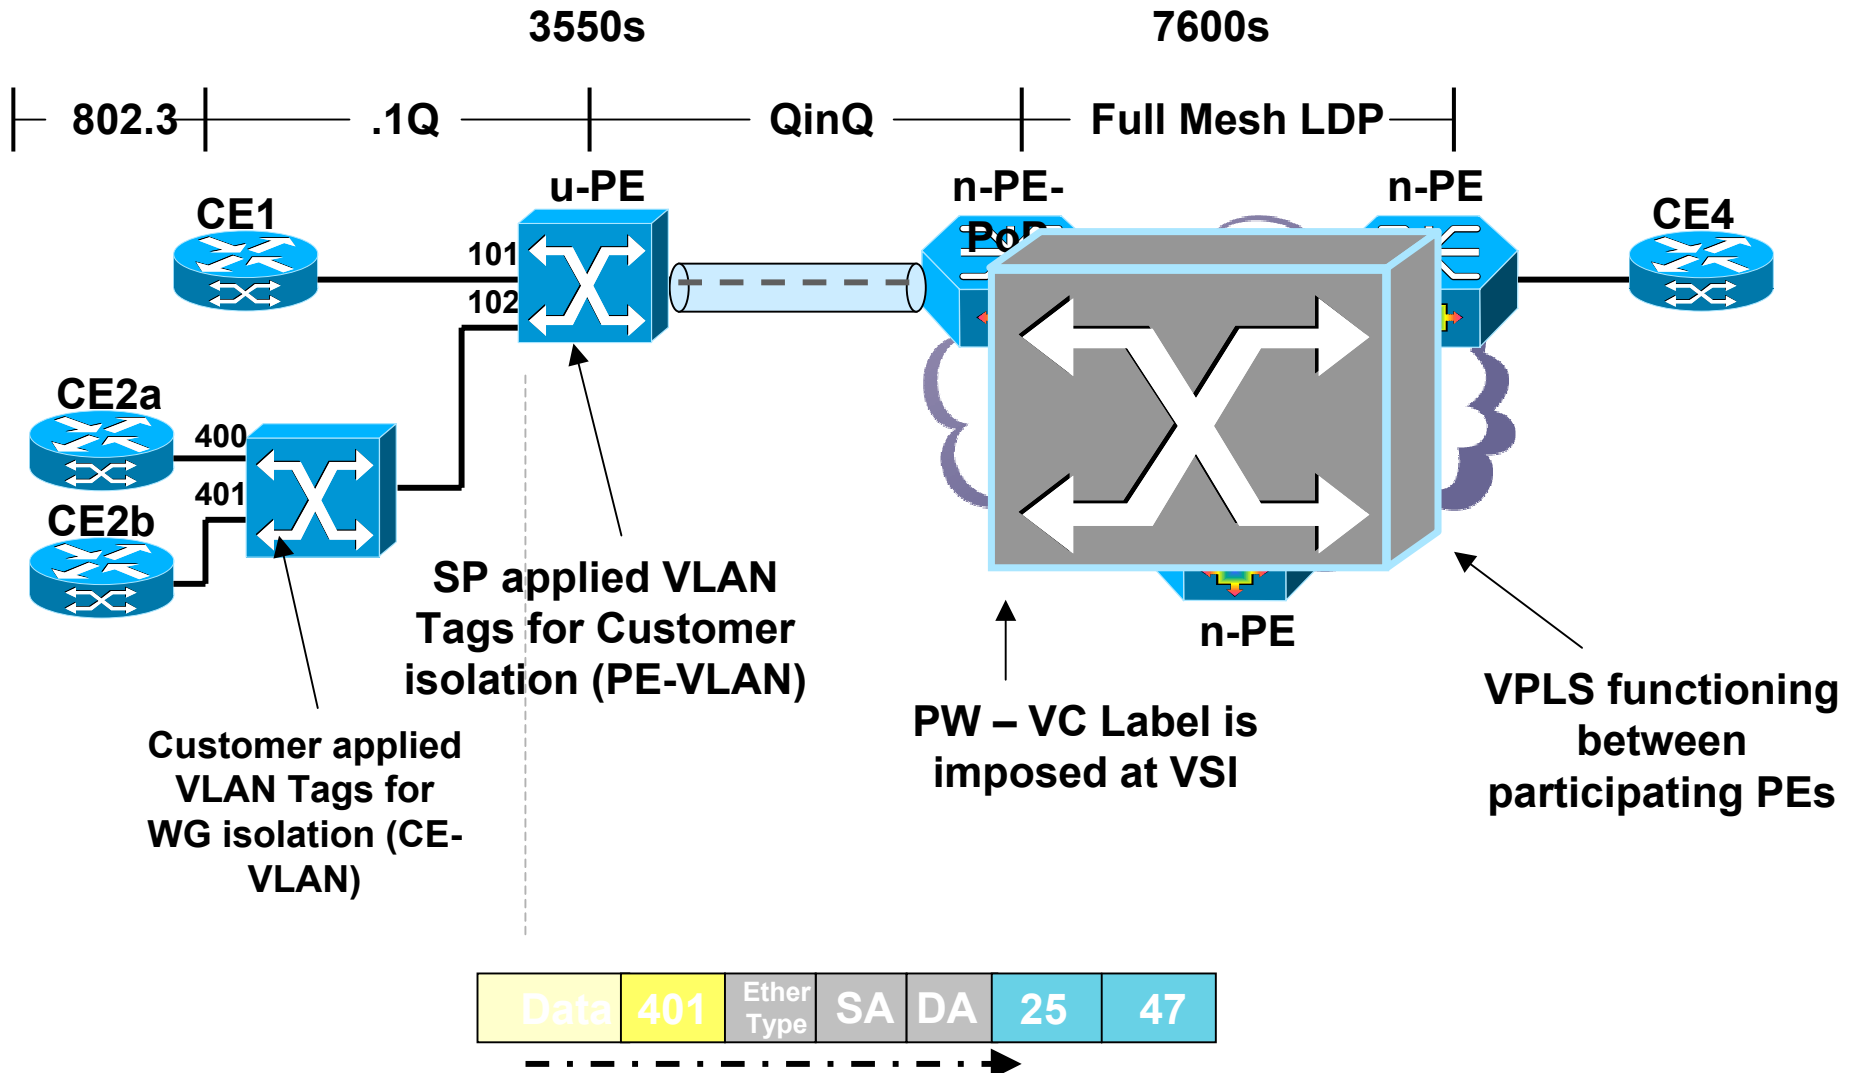 3550s
7600s
802.3
.1Q
QinQ
Full Mesh LDP
u-PE
n-PE-
PoP
n-PE
CE1
CE4
101
102
CE2a
400
401
CE2b
SP applied VLAN
Tags for Customer
isolation (PE-VLAN)
n-PE
PW – VC Label is
imposed at VSI
VPLS functioning
between
participating PEs
Customer applied
VLAN Tags for
WG isolation (CE-
VLAN)
Data
401
Ether
Type
SA
DA
25
47